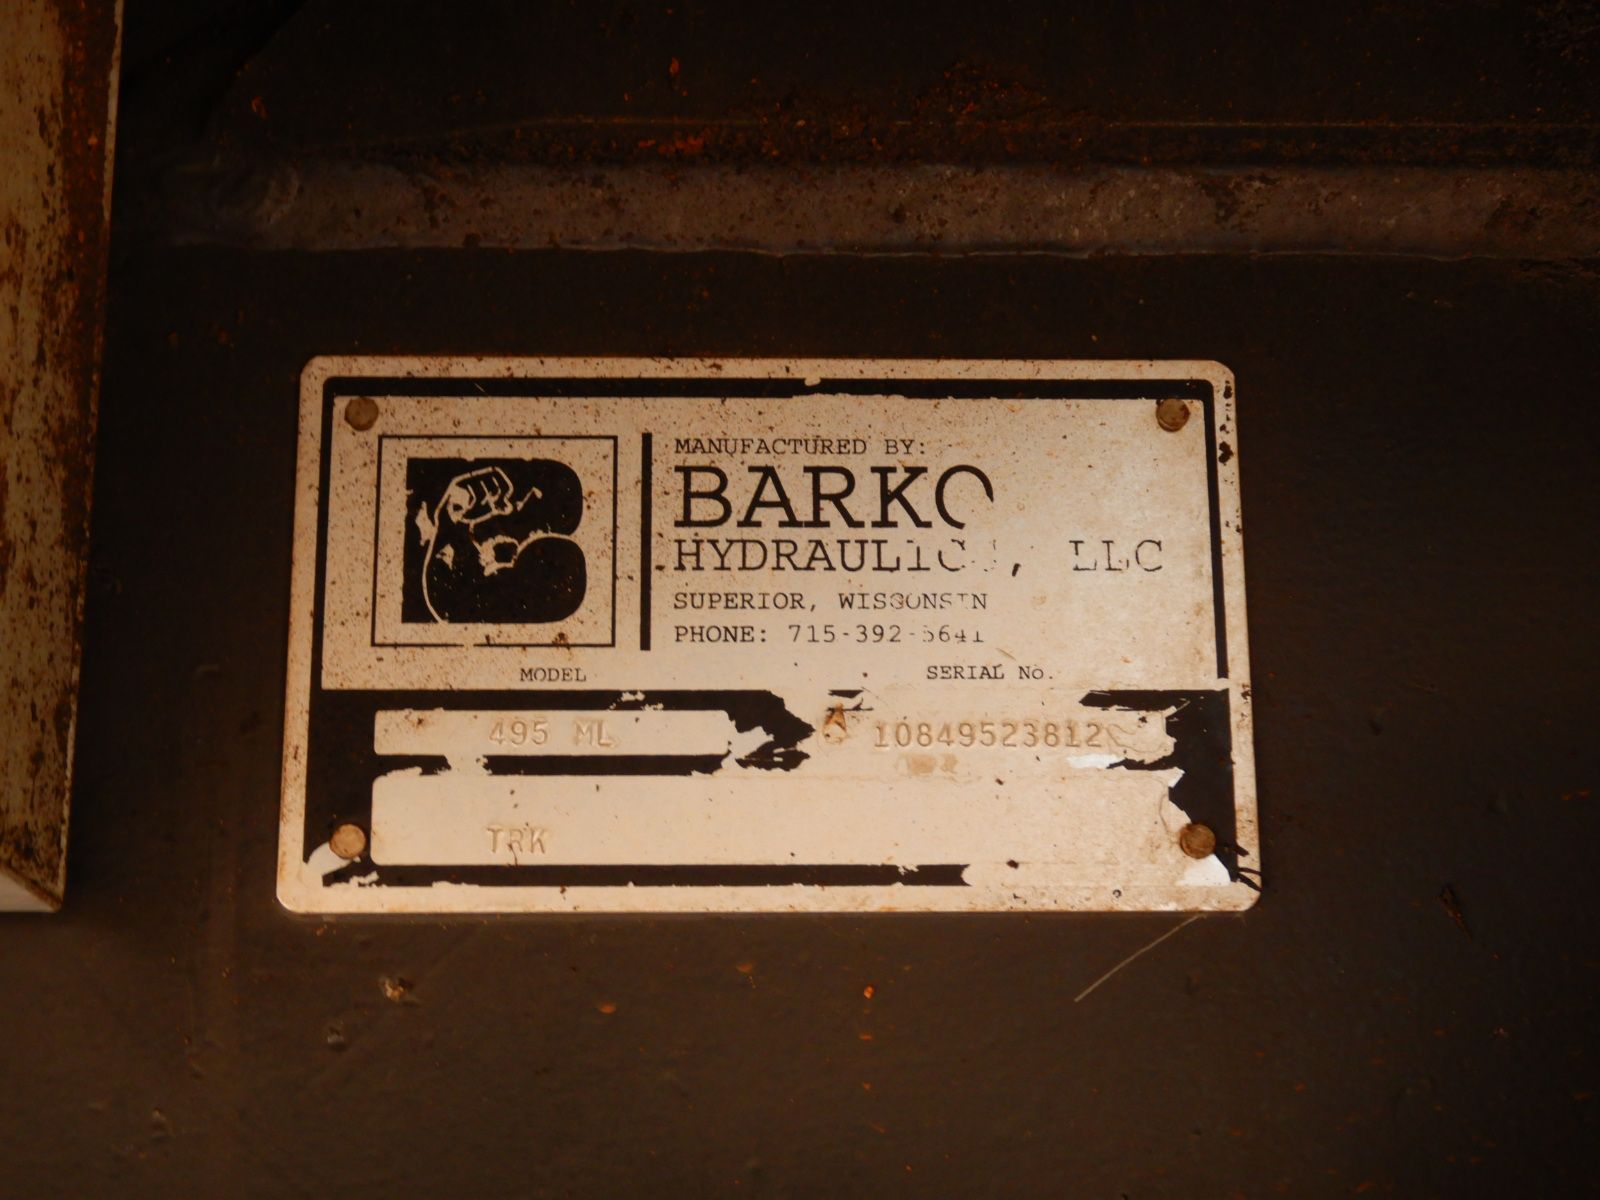 MANUFACTURED BY:
BARKO
HYDRAULICS, LLC
SUPERIOR, WISCONSIN
PHONE: 715-392-5641
MODEL SERIAL No.
495 ML 10849523812
TRK